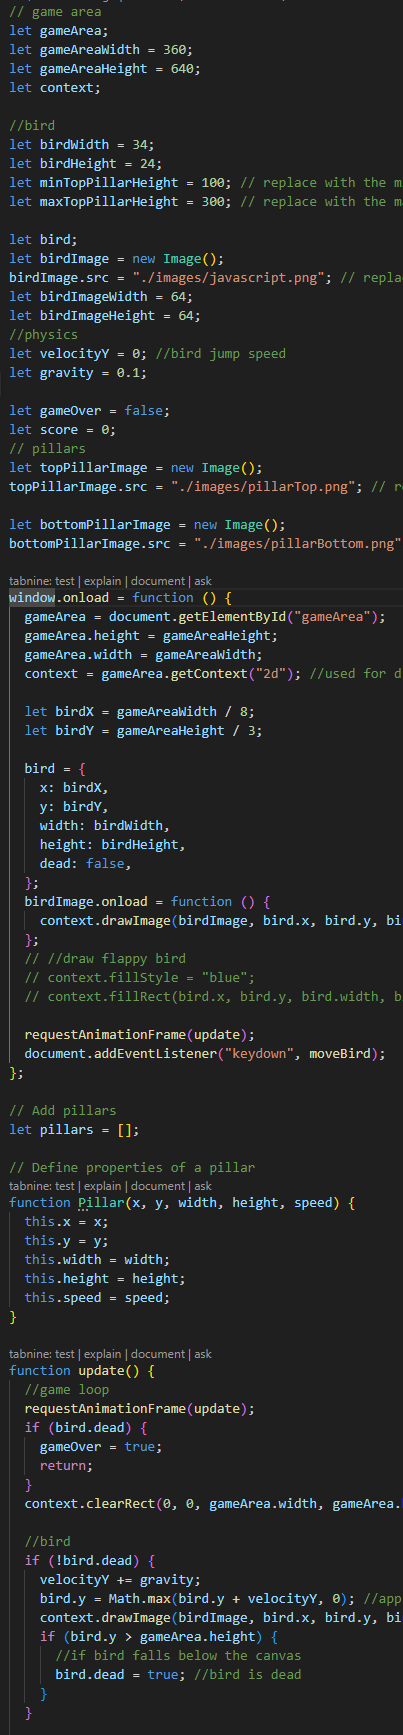 // game area
let gameArea;
let gameAreaWidth = 360;
let gameAreaHeight = 640;
let context;
//bird
let birdWidth = 34;
let birdHeight = 24;
let minTopPillarHeight = 100; // replace with the m
let maxTopPillarHeight = 300; // replace with the ma
let bird;
let birdImage = new Image();
birdImage.src = "./images/javascript.png"; // repla
let birdImageWidth = 64;
let birdImageHeight = 64;
//physics
let velocityY = 0; //bird jump speed
let gravity = 0.1;
let gameOver = false;
let score = 0;
// pillars
let topPillarImage = new Image();
topPillarImage.src = "./images/pillarTop.png"; // re
let bottomPillarImage = new Image();
bottomPillarImage.src = "./images/pillarBottom.png"
tabnine: test | explain | document | ask
window.onload = function () {
gameArea = document.getElementById("gameArea");
gameArea.height = gameAreaHeight;
gameArea.width = gameAreaWidth;
context = gameArea.getContext("2d"); //used for d
let birdX = gameAreaWidth / 8;
let birdY = gameAreaHeight / 3;
bird = {
x: birdX,
y: birdY,
width: birdWidth,
height: birdHeight,
dead: false,
};
birdImage.onload = function () {
context.drawImage(birdImage, bird.x, bird.y, bi
};
// //draw flappy bird
// context.fillStyle = "blue";
// context.fillRect(bird.x, bird.y, bird.width, b
requestAnimationFrame(update);
document.addEventListener("keydown", moveBird);
};
// Add pillars
let pillars = [];
// Define properties of a pillar
tabnine: test | explain | document | ask
function Pillar(x, y, width, height, speed) {
this.x = x;
this.y = y;
this.width = width;
this.height = height;
this.speed = speed;
}
tabnine: test | explain | document | ask
function update() {
//game loop
requestAnimationFrame(update);
if (bird.dead) {
gameOver = true;
return;
}
context.clearRect(0, 0, gameArea.width, gameArea.
//bird
if (!bird.dead) {
velocityY += gravity;
bird.y = Math.max(bird.y + velocityY, 0); //app
context.drawImage(birdImage, bird.x, bird.y, bi
if (bird.y > gameArea.height) {
//if bird falls below the canvas
bird.dead = true; //bird is dead
}
}